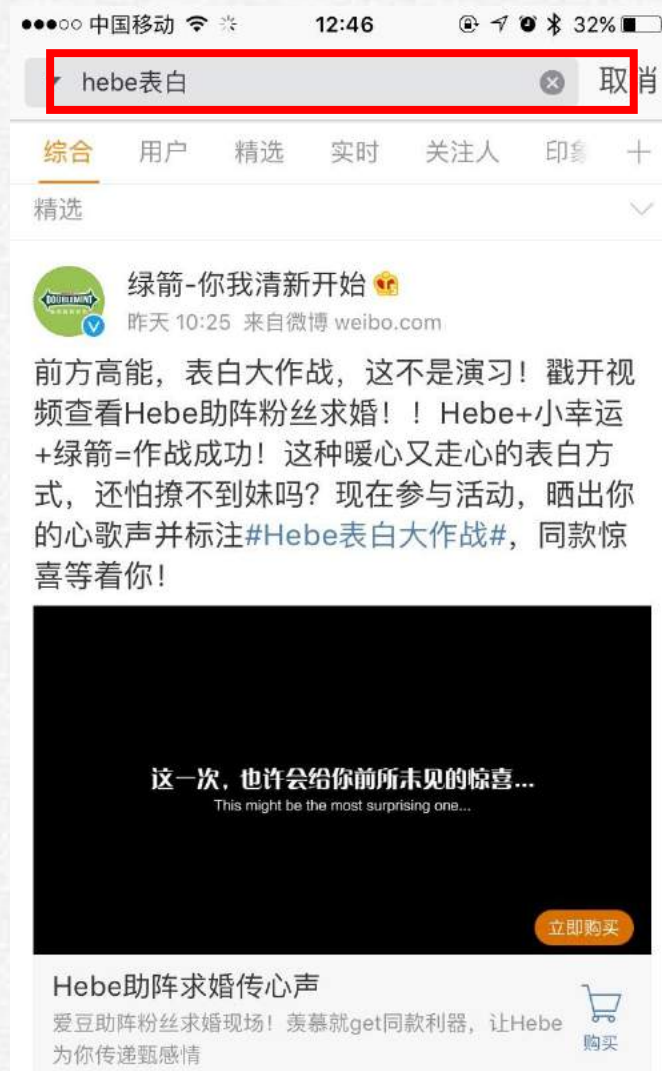 中国移动 12:46 32%
hebe表白 取消
综合 用户 精选 实时 关注人 印象
精选
DOUBLEMINT
绿箭-你我清新开始
昨天 10:25 来自微博 weibo.com
前方高能，表白大作战，这不是演习！戳开视
频查看Hebe助阵粉丝求婚！！Hebe+小幸运
+绿箭=作战成功！这种暖心又走心的表白方
式，还怕撩不到妹吗？现在参与活动，晒出你
的心歌声并标注#Hebe表白大作战#，同款惊
喜等着你！
这一次，也许会给你前所未见的惊喜...
This might be the most surprising one...
立即购买
Hebe助阵求婚传心声
爱豆助阵粉丝求婚现场！羡慕就get同款利器，让Hebe
为你传递甄感情
购买